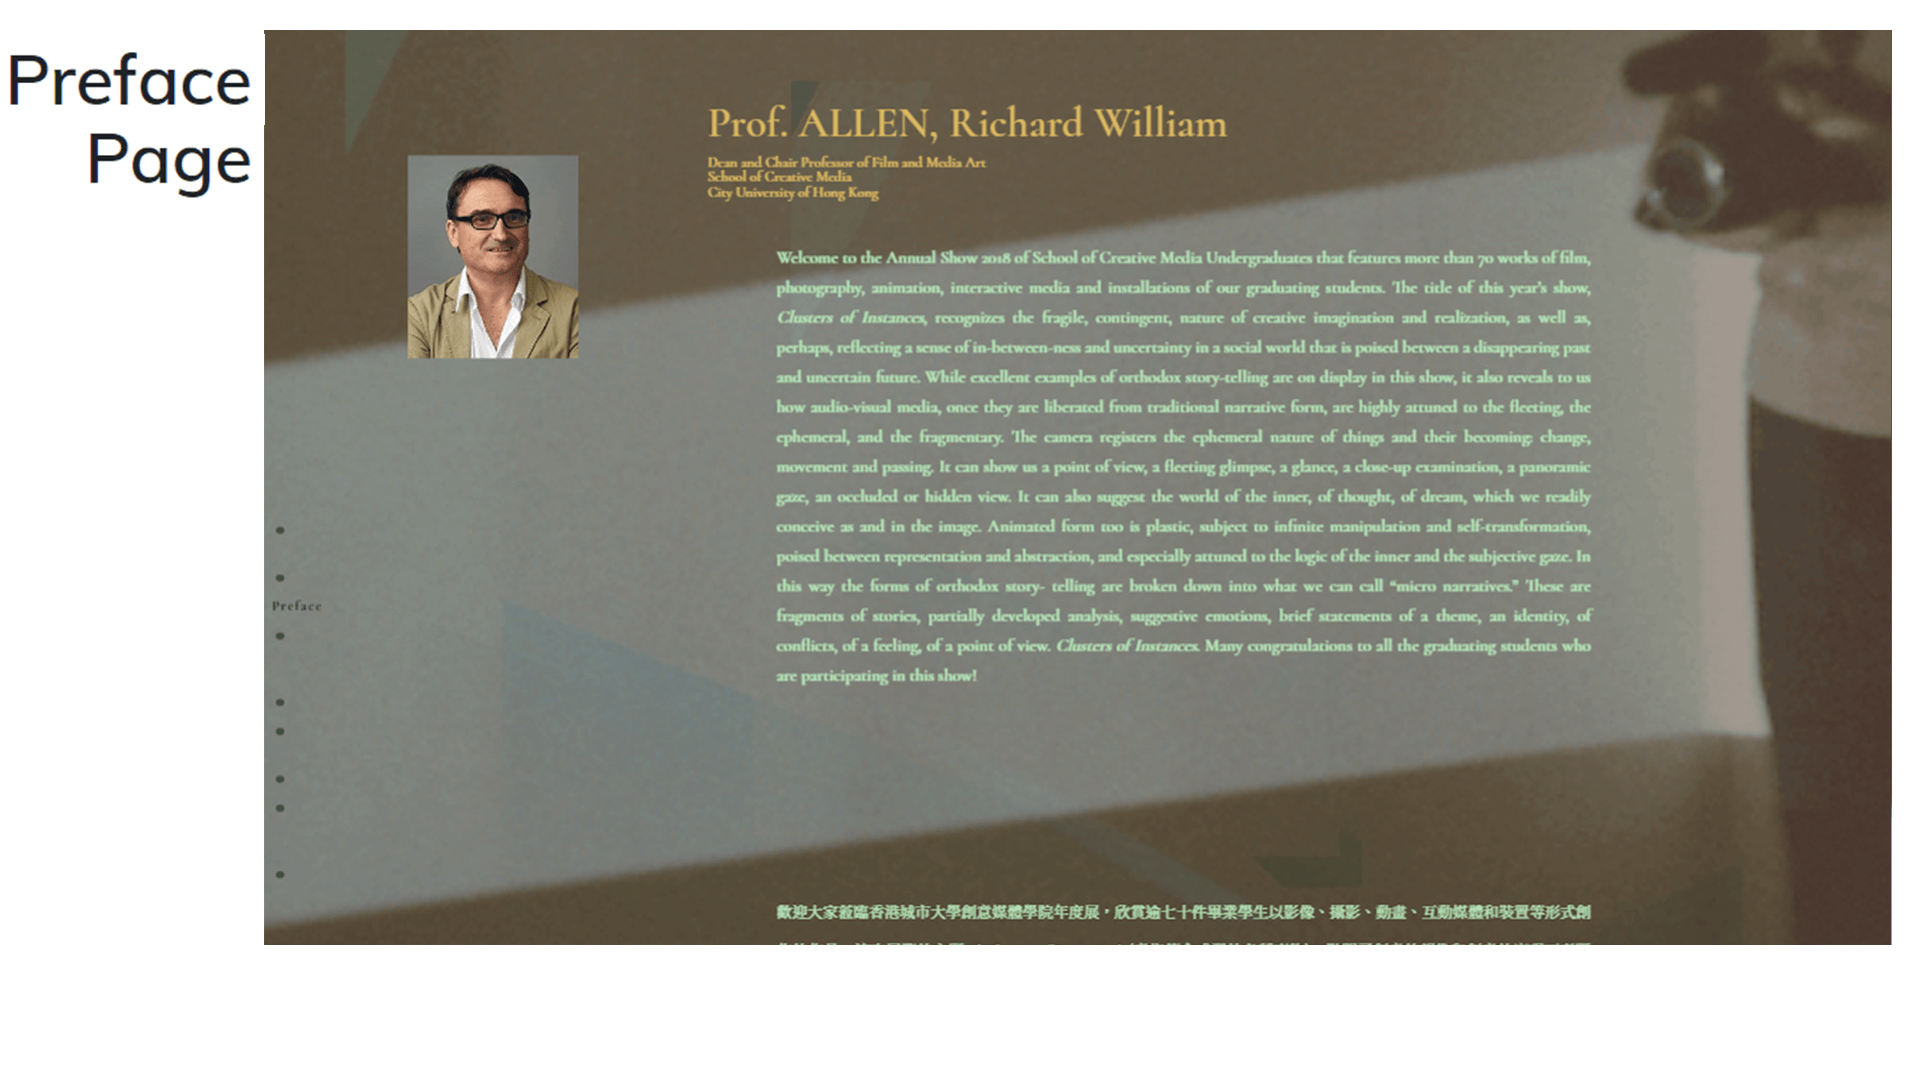 Preface
Page
Prof. ALLEN, Richard William
Dean and Chair Professor of Film and Media Art
School of Creative Media
City University of Hong Kong
Welcome to the Annual Show 2018 of School of Creative Media Undergraduates that features more than 70 works of film,
photography, animation, interactive media and installations of our graduating students. The title of this year's show,
Clusters of Instances, recognizes the fragile, contingent, nature of creative imagination and realization, as well as,
perhaps, reflecting a sense of in-between-ness and uncertainty in a social world that is poised between a disappearing past
and uncertain future. While excellent examples of orthodox story-telling are on display in this show, it also reveals to us
how audio-visual media, once they are liberated from traditional narrative form, are highly attuned to the fleeting, the
ephemeral, and the fragmentary. The camera registers the ephemeral nature of things and their becoming: change,
movement and passing. It can show us a point of view, a fleeting glimpse, a glance, a close-up examination, a panoramic
gaze, an occluded or hidden view. It can also suggest the world of the inner, of thought, of dream, which we readily
conceive as and in the image. Animated form too is plastic, subject to infinite manipulation and self-transformation,
poised between representation and abstraction, and especially attuned to the logic of the inner and the subjective gaze. In
this way the forms of orthodox story- telling are broken down into what we can call “micro narratives.” These are
fragments of stories, partially developed analysis, suggestive emotions, brief statements of a theme, an identity, of
conflicts, of a feeling, of a point of view. Clusters of Instances. Many congratulations to all the graduating students who
are participating in this show!
Preface
歡迎大家蒞臨香港城市大學創意媒體學院年度展，欣賞逾七十件畢業學生以影像、攝影、動畫、互動媒體和裝置等形式創